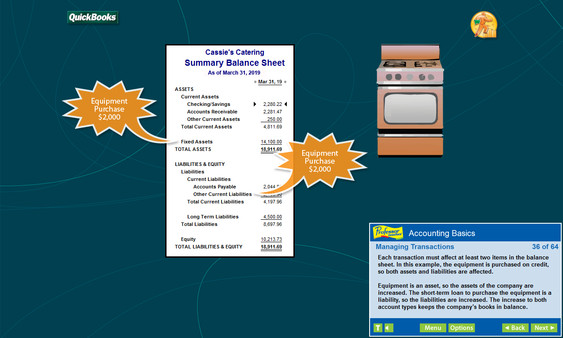 QuickBooks
Cassie's Catering
Summary Balance Sheet
As of March 31, 2019
Mar 31, 19
ASSETS
Current Assets
Checking/Savings 2,280.22
Accounts Receivable 2,281.47
Other Current Assets 250.00
Total Current Assets 4,811.69
Fixed Assets 14,100.00
TOTAL ASSETS 18,911.69
LIABILITIES & EQUITY
Liabilities
Current Liabilities
Accounts Payable
Other Current Liabilities
Total Current Liabilities 4,197.96
Long Term Liabilities 4,500.00
Total Liabilities 8,697.96
Equity 10,213.73
TOTAL LIABILITIES & EQUITY 18,911.69
Equipment
Purchase
$2,000
Equipment
Purchase
$2,000
Professor
Accounting Basics
Managing Transactions 36 of 64
Each transaction must affect at least two items in the balance
sheet. In this example, the equipment is purchased on credit,
so both assets and liabilities are affected.
Equipment is an asset, so the assets of the company are
increased. The short-term loan to purchase the equipment is a
liability, so the liabilities are increased. The increase to both
account types keeps the company's books in balance.
T Menu Options Back Next